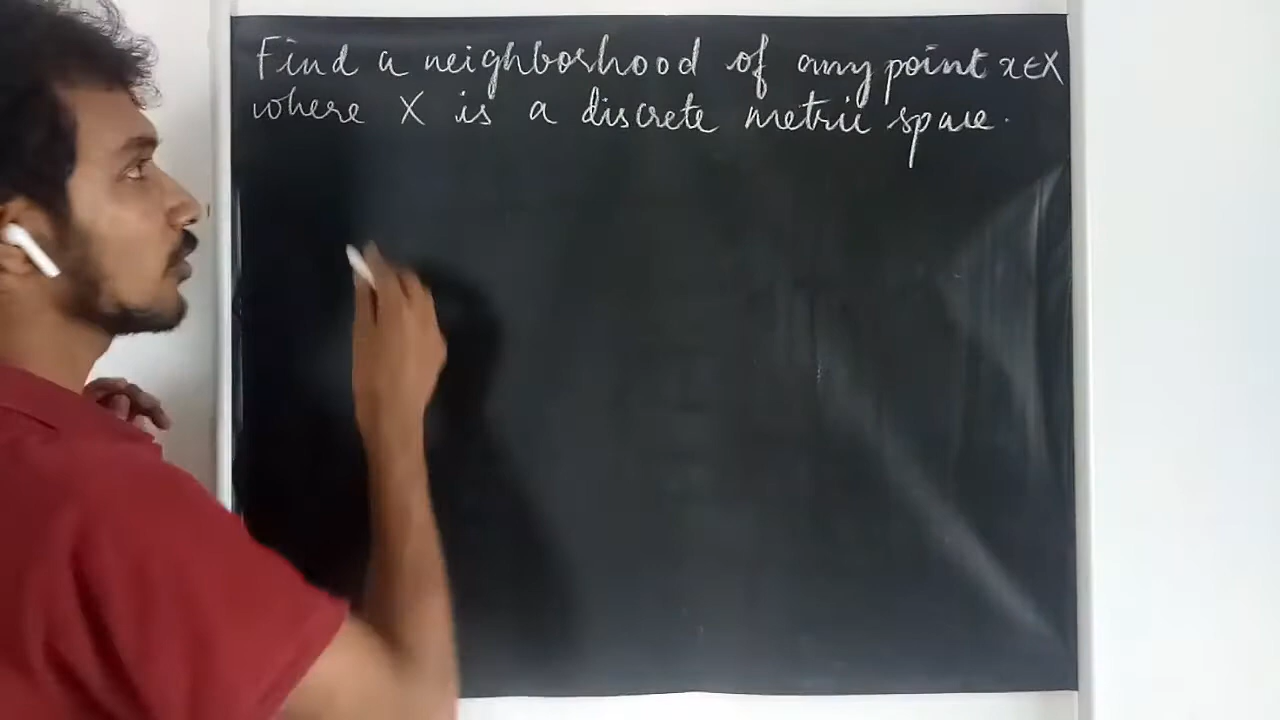 Find a neighborhood of any point x∈X
where X is a discrete metric space.